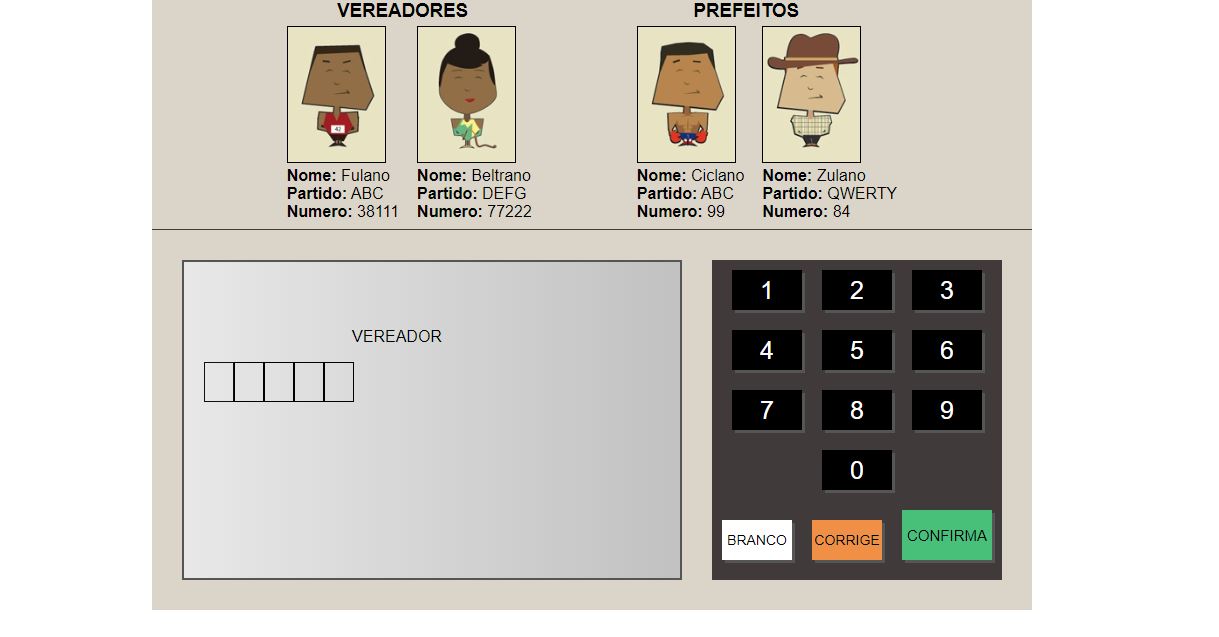 VEREADORES
PREFEITOS
42
Nome: Fulano
Partido: ABC
Numero: 38111
Nome: Beltrano
Partido: DEFG
Numero: 77222
Nome: Ciclano
Partido: ABC
Numero: 99
Nome: Zulano
Partido: QWERTY
Numero: 84
VEREADOR
1 2 3
4 5 6
7 8 9
0
BRANCO CORRIGE CONFIRMA